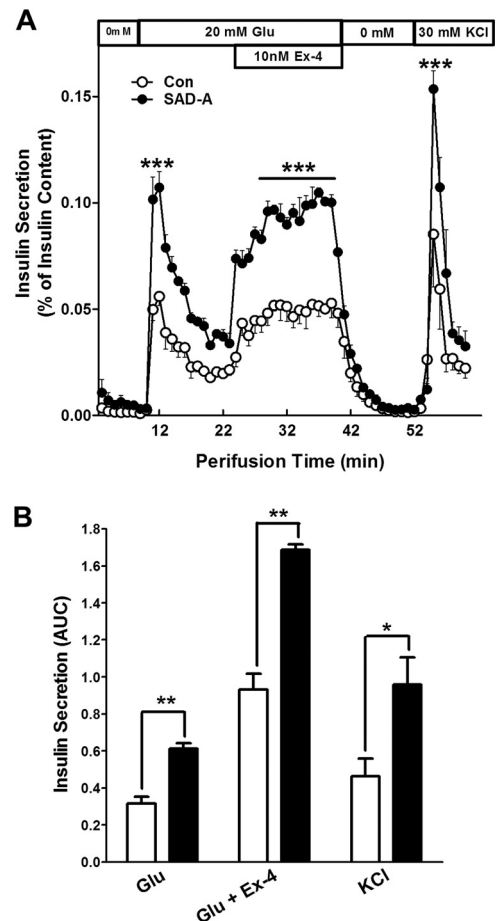 A
0m M
20 mM Glu
0 mM
30 mM KCl
10nM Ex-4
Con
SAD-A
***
***
***
Insulin Secretion
(% of Insulin Content)
0.15
0.10
0.05
0.00
12
22
32
42
52
Perifusion Time (min)
B
Insulin Secretion (AUC)
1.8
1.6
1.4
1.2
1.0
0.8
0.6
0.4
0.2
0.0
**
**
*
Glu
Glu + Ex-4
KCl